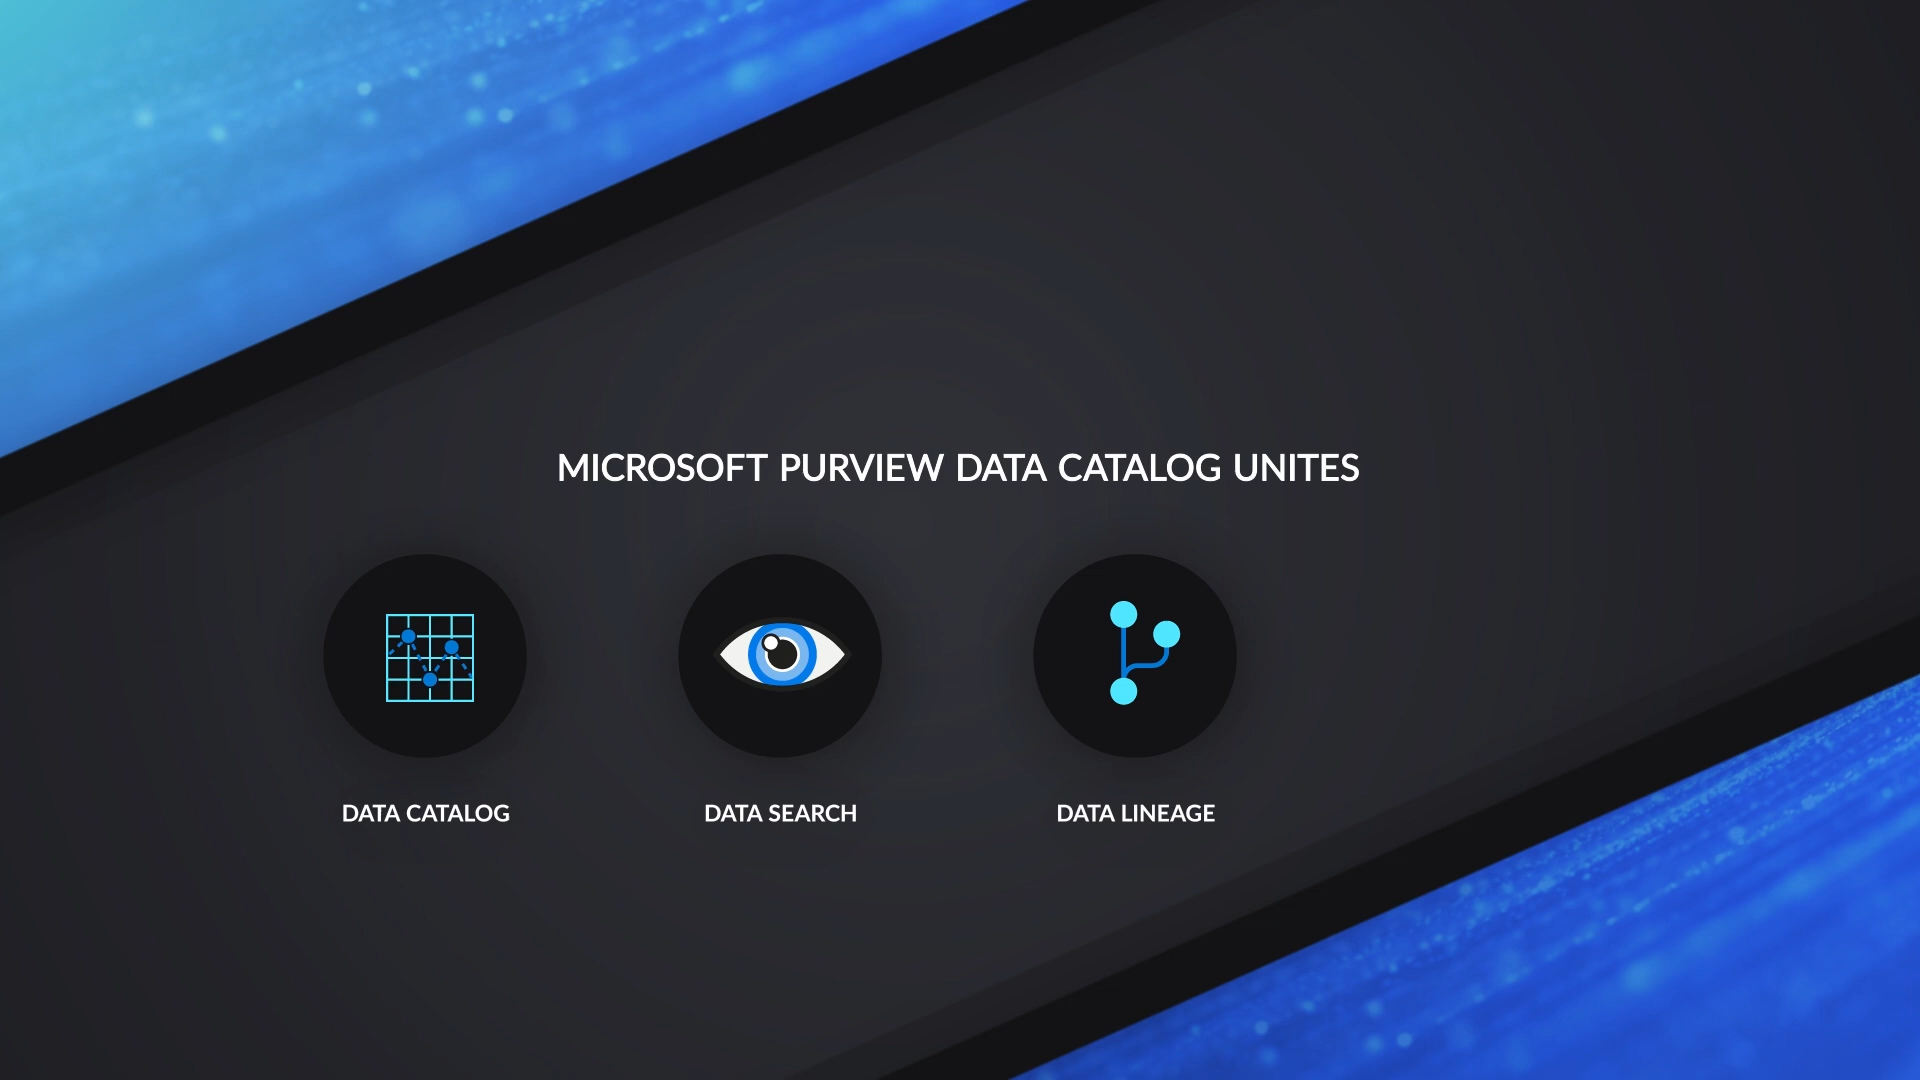 MICROSOFT PURVIEW DATA CATALOG UNITES
DATA CATALOG
DATA SEARCH
DATA LINEAGE